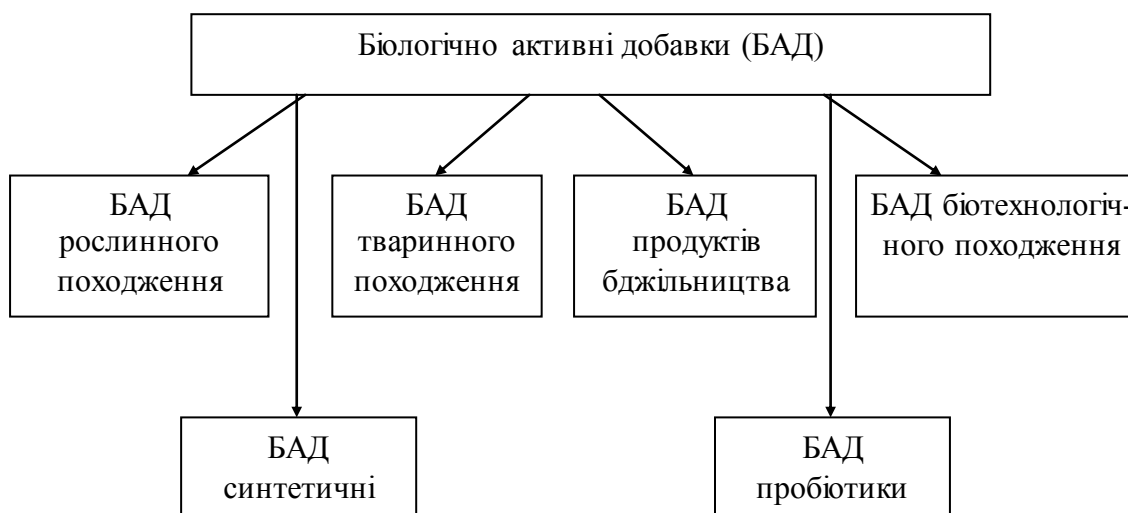 Біологічно активні добавки (БАД)
БАД
рослинного
походження
БАД
тваринного
походження
БАД
продуктів
бджільництва
БАД біотехнологіч-
ного походження
БАД
синтетичні
БАД
пробіотики